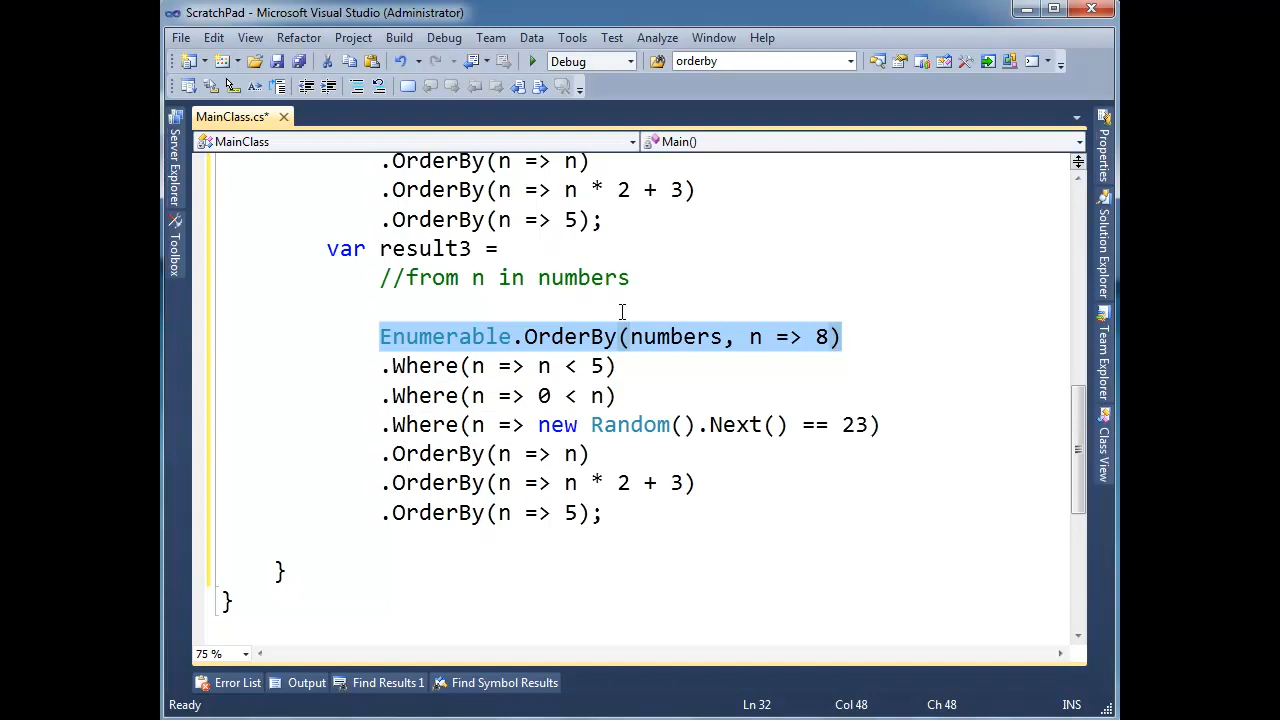 ScratchPad - Microsoft Visual Studio (Administrator)
File Edit View Refactor Project Build Debug Team Data Tools Test Analyze Window Help
Debug orderby
MainClass.cs*
MainClass Main()
.OrderBy(n => n)
.OrderBy(n => n * 2 + 3)
.OrderBy(n => 5);
var result3 =
//from n in numbers
Enumerable.OrderBy(numbers, n => 8)
.Where(n => n < 5)
.Where(n => 0 < n)
.Where(n => new Random().Next() == 23)
.OrderBy(n => n)
.OrderBy(n => n * 2 + 3)
.OrderBy(n => 5);
}
}
75 %
Error List Output Find Results 1 Find Symbol Results
Ready Ln 32 Col 48 Ch 48 INS
Server Explorer
Toolbox
Properties
Solution Explorer
Team Explorer
Class View